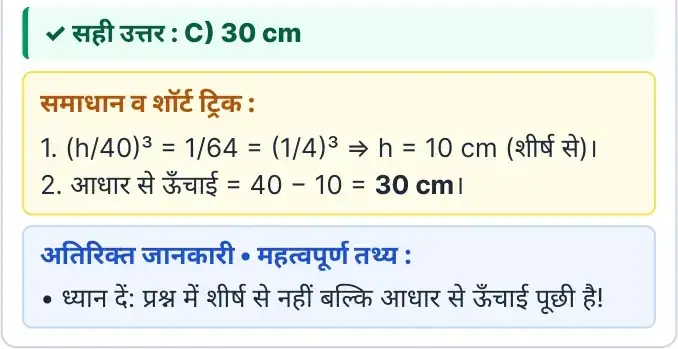 ✓ सही उत्तर : C) 30 cm
समाधान व शॉर्ट ट्रिक :
1. (h/40)³ = 1/64 = (1/4)³ ⇒ h = 10 cm (शीर्ष से)।
2. आधार से ऊँचाई = 40 − 10 = 30 cm।
अतिरिक्त जानकारी • महत्वपूर्ण तथ्य :
• ध्यान दें: प्रश्न में शीर्ष से नहीं बल्कि आधार से ऊँचाई पूछी है!